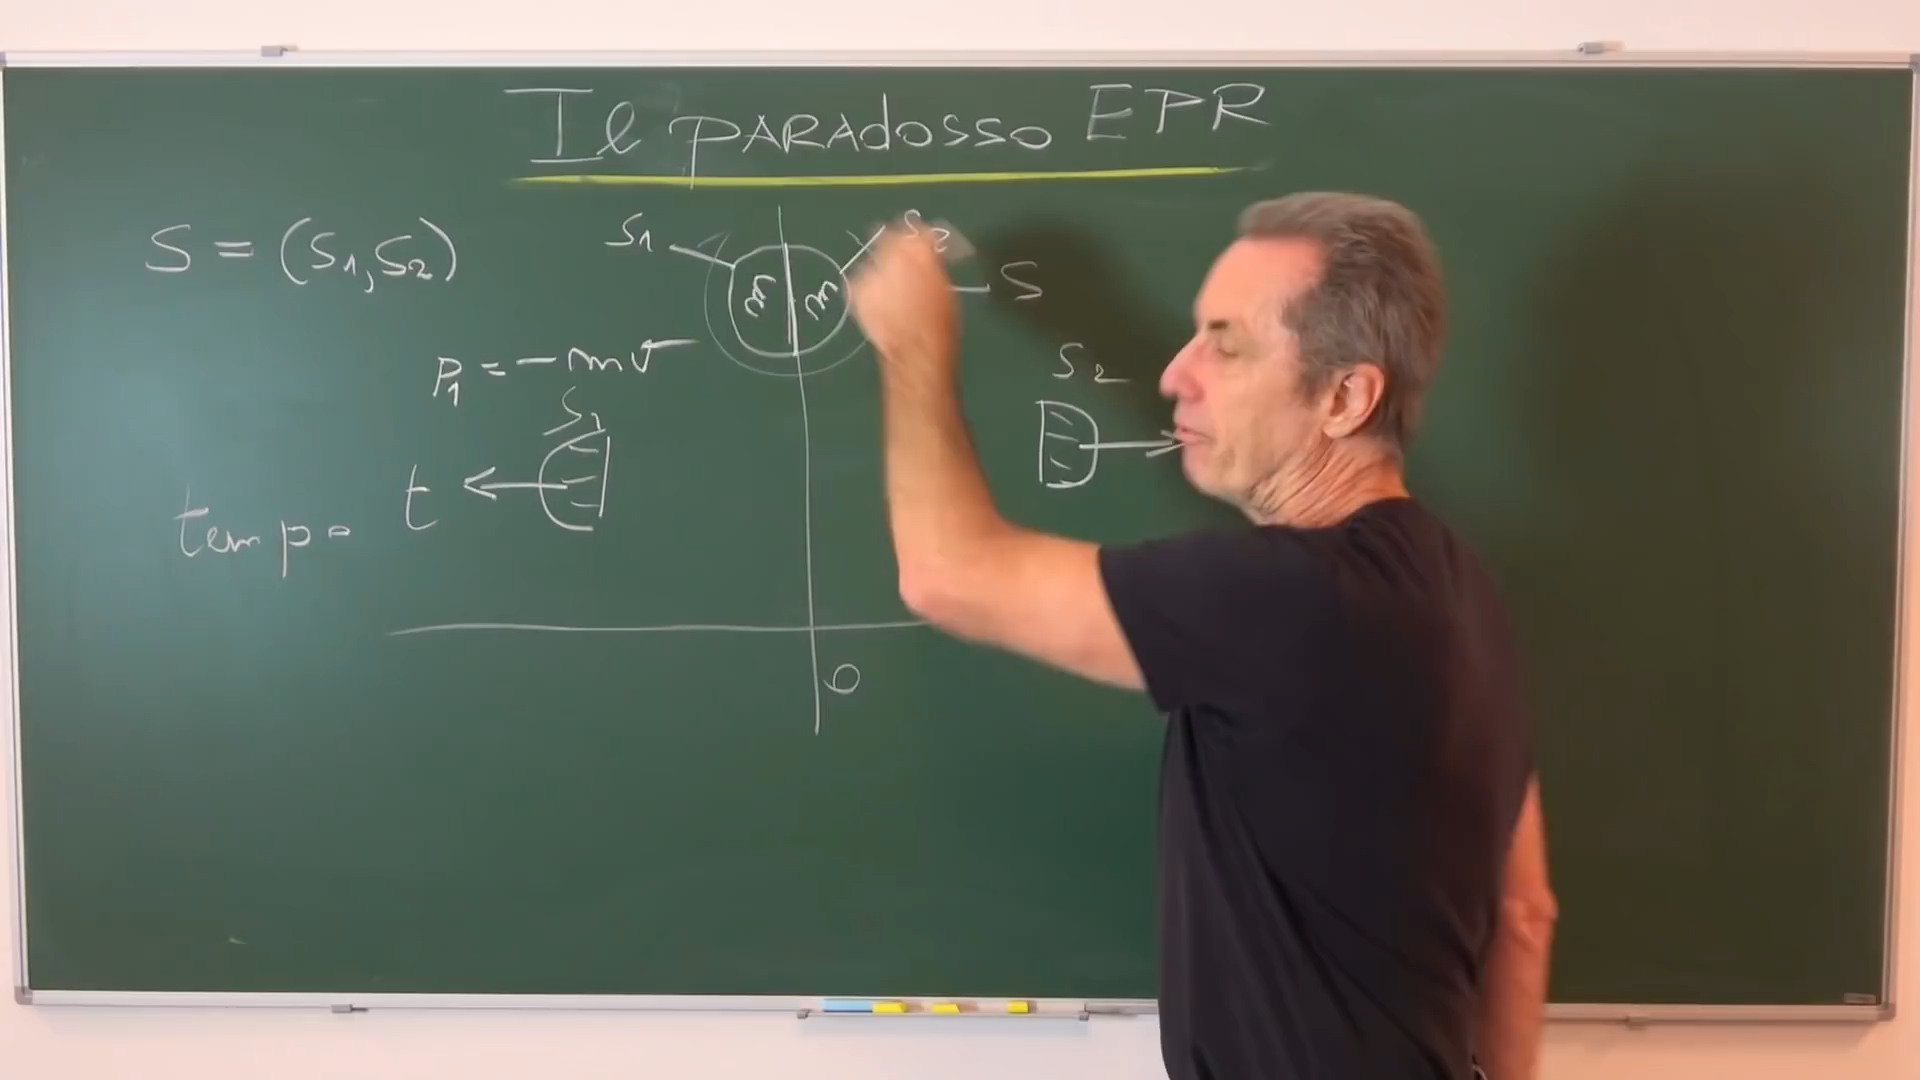 Il PARAdOSSO EPR
S = (S₁, S₂)
S₁
S₂
S
m
m
P₁ = - mv
S₂
S₁
t
tempo
0